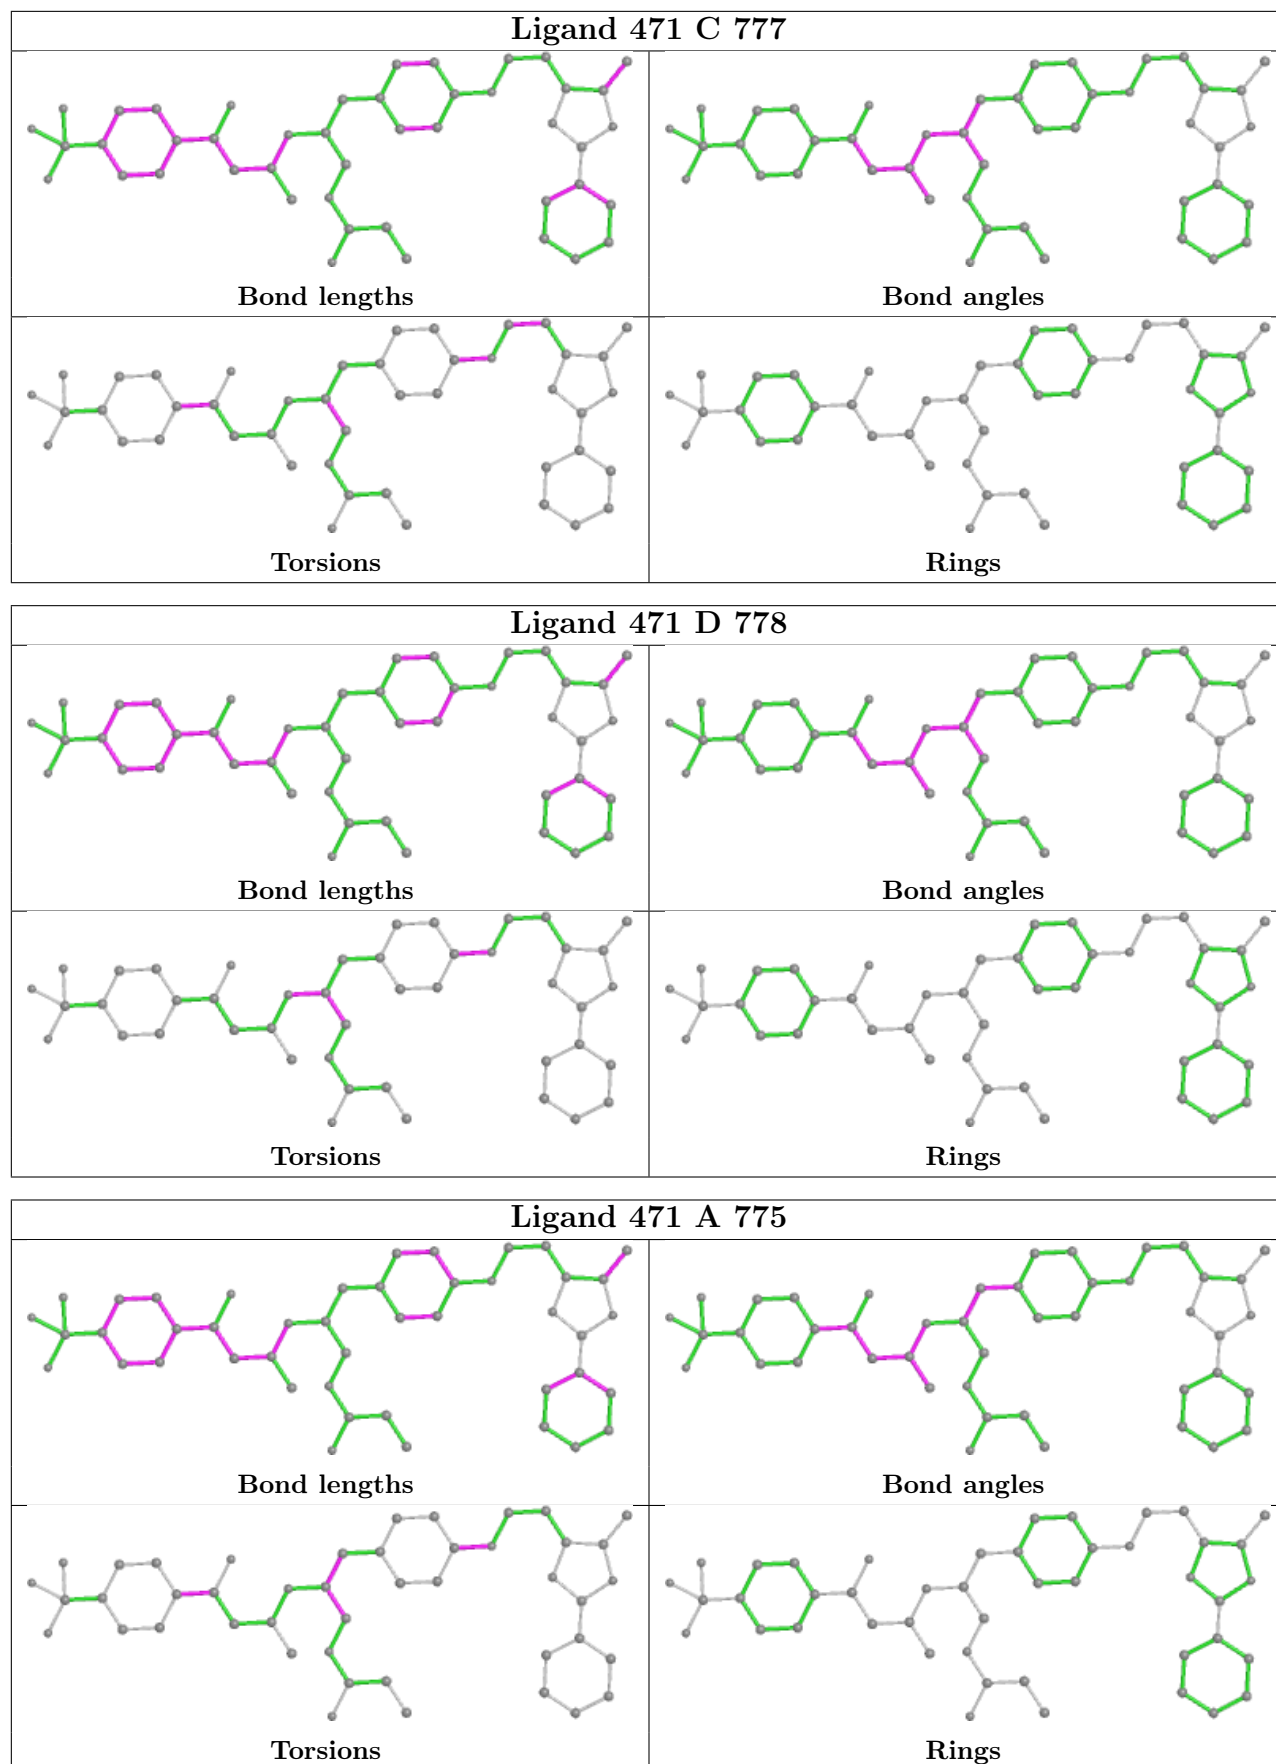 Ligand 471 C 777
Bond lengths
Bond angles
Torsions
Rings
Ligand 471 D 778
Bond lengths
Bond angles
Torsions
Rings
Ligand 471 A 775
Bond lengths
Bond angles
Torsions
Rings